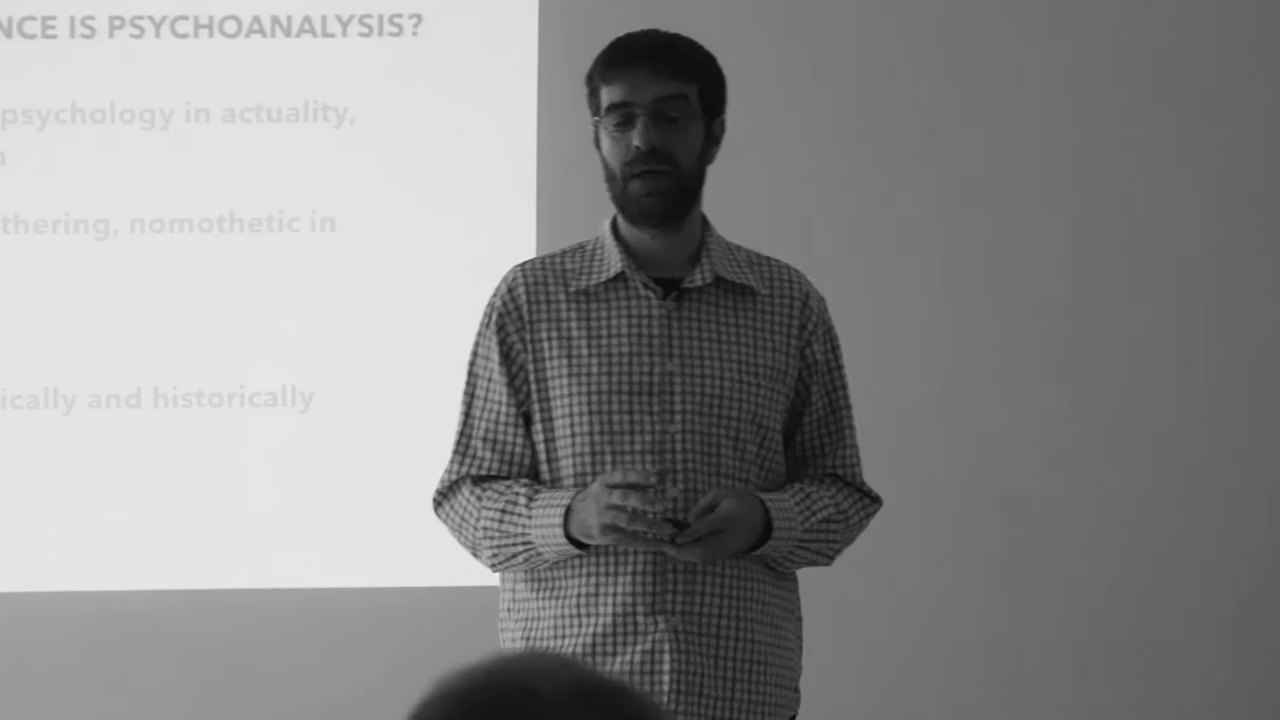 NCE IS PSYCHOANALYSIS?
psychology in actuality,
thering, nomothetic in
ically and historically